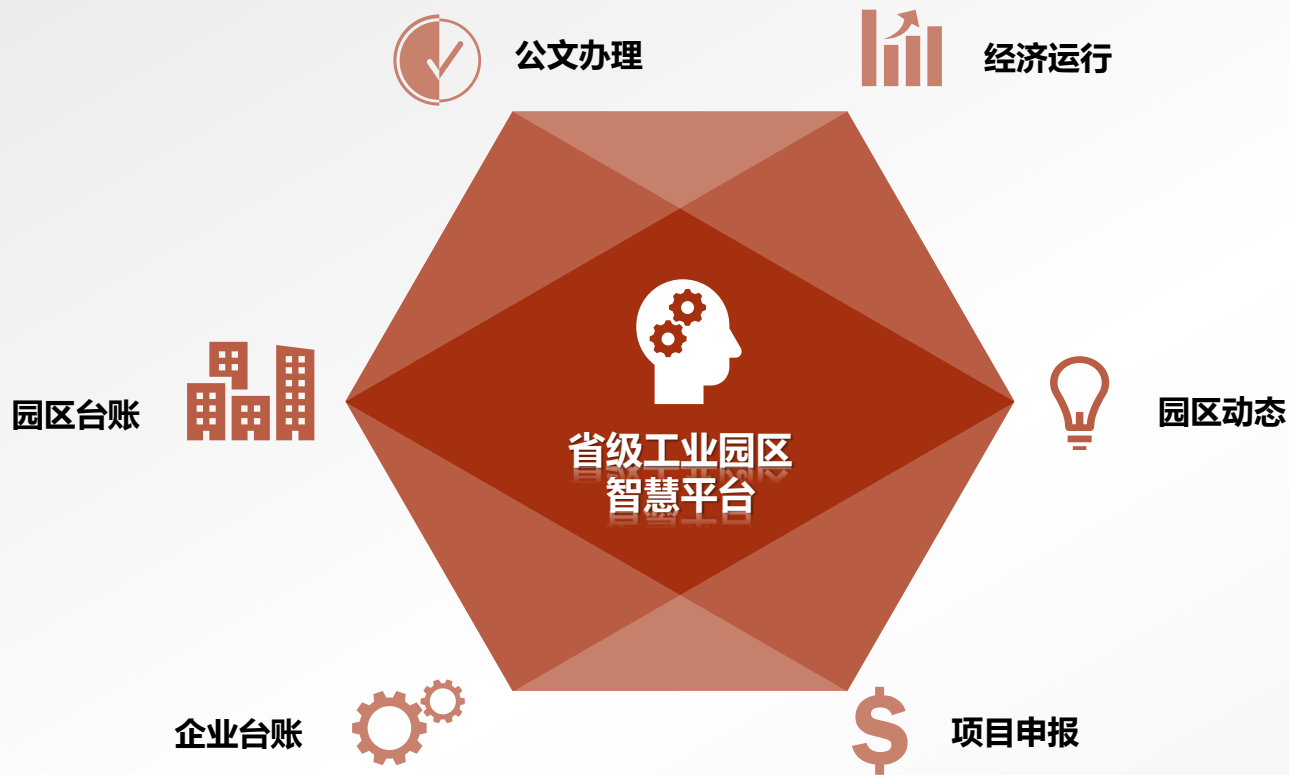 公文办理
经济运行
园区台账
省级工业园区
智慧平台
园区动态
企业台账
项目申报